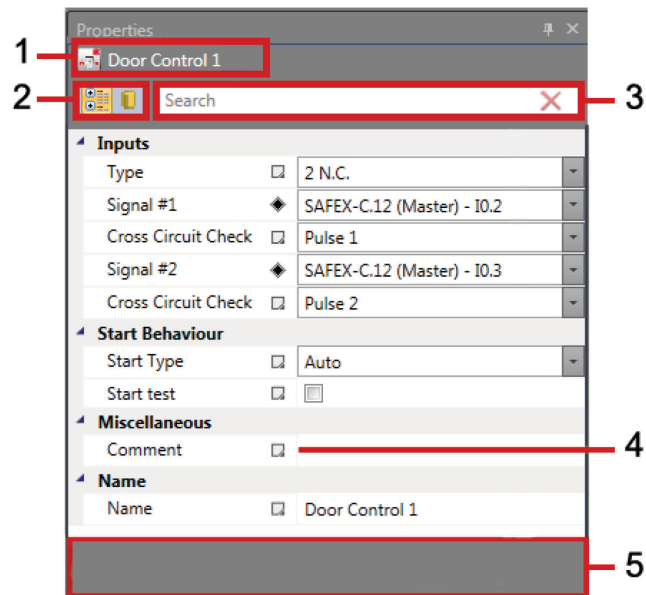 Properties
1 Door Control 1
2 Search 3
Inputs
Type 2 N.C.
Signal #1 SAFEX-C.12 (Master) - I0.2
Cross Circuit Check Pulse 1
Signal #2 SAFEX-C.12 (Master) - I0.3
Cross Circuit Check Pulse 2
Start Behaviour
Start Type Auto
Start test
Miscellaneous
Comment 4
Name
Name Door Control 1
5